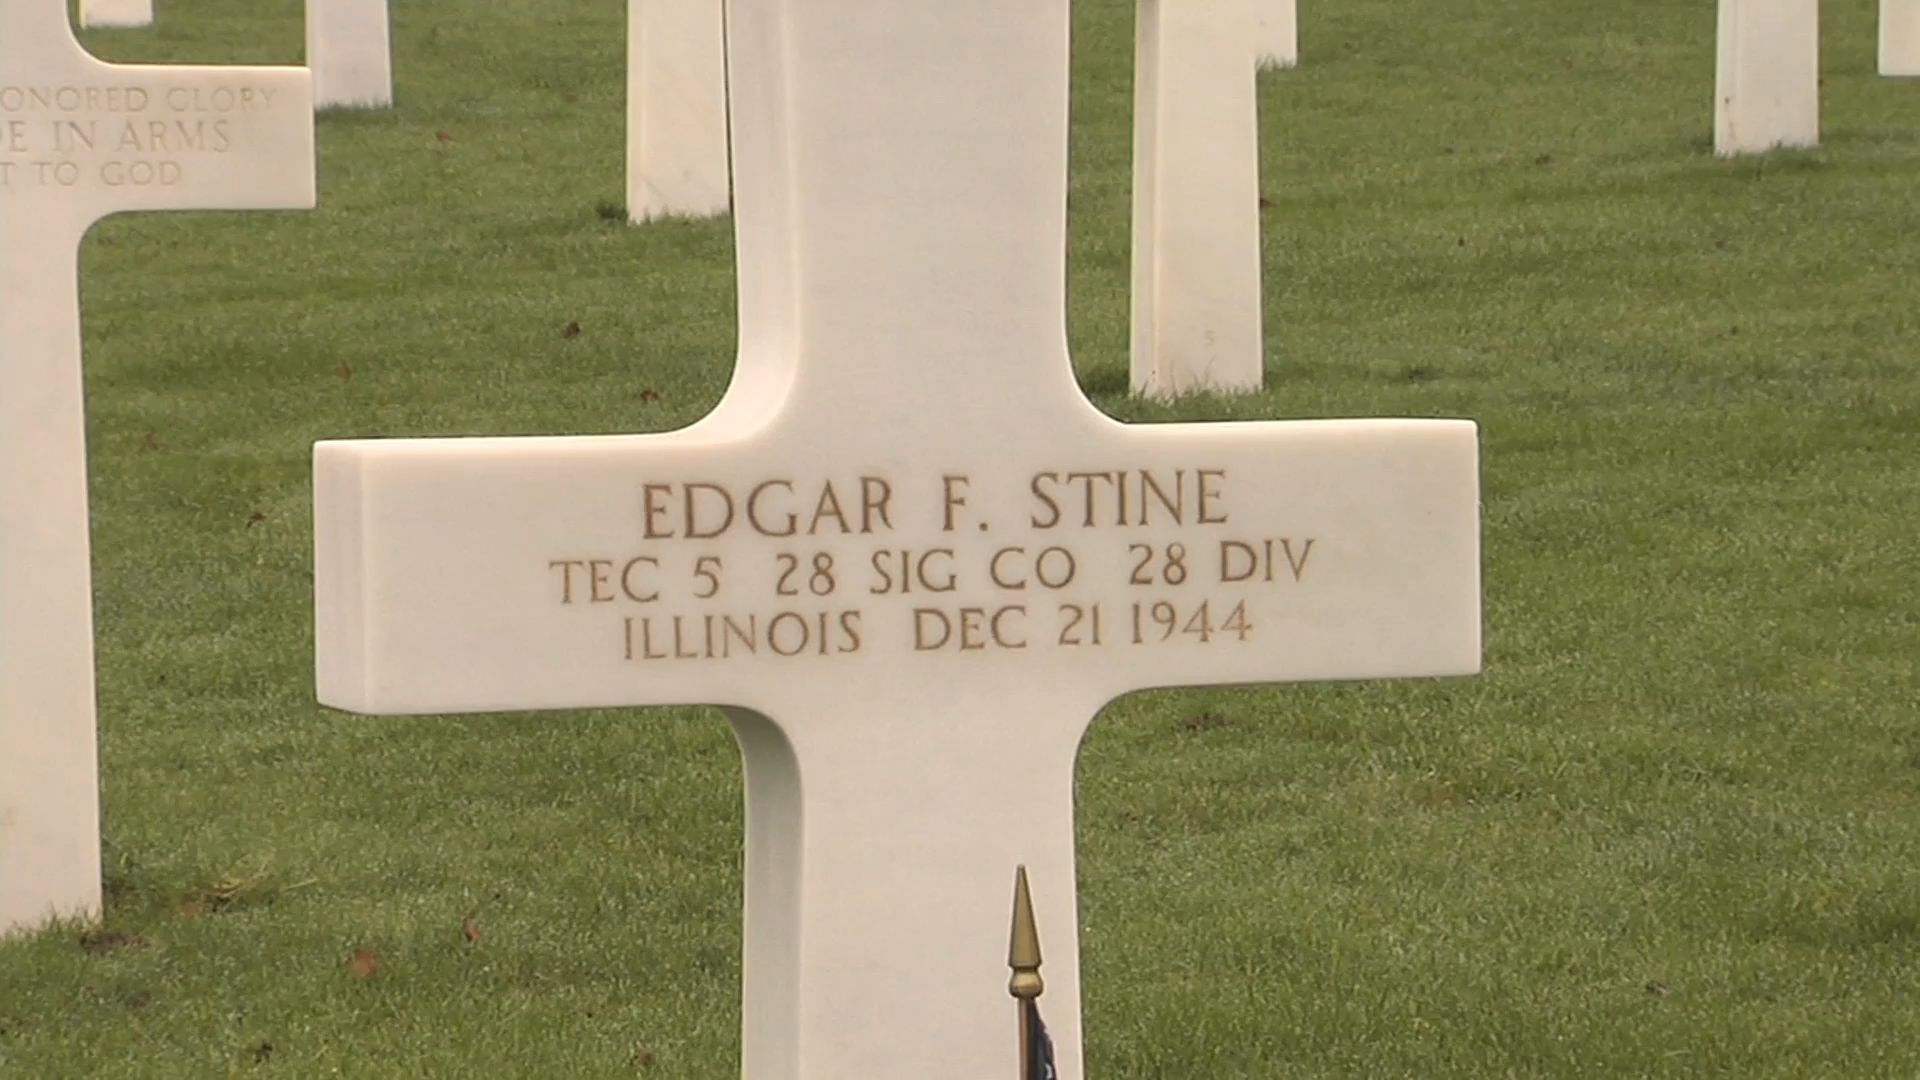 ONORED GLORY
E IN ARMS
T TO GOD
EDGAR F. STINE
TEC 5 28 SIG CO 28 DIV
ILLINOIS DEC 21 1944